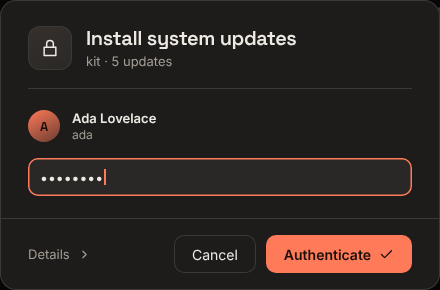 Install system updates
kit · 5 updates
A
Ada Lovelace
ada
••••••••
Details
Cancel
Authenticate